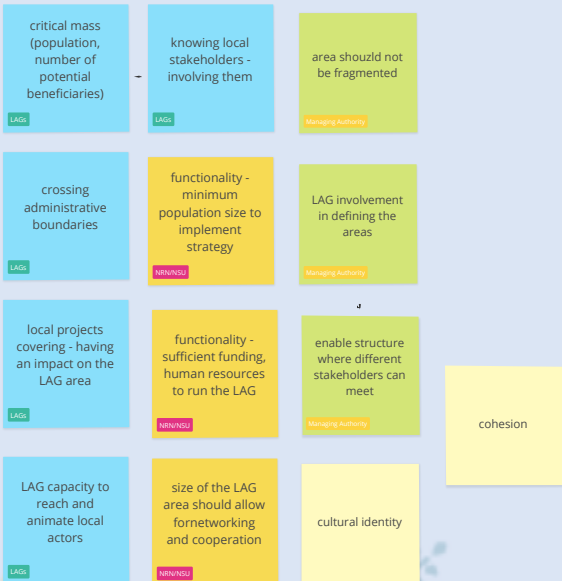 critical mass
(population,
number of
potential
beneficiaries)
LAGs
knowing local
stakeholders -
involving them
LAGs
area shouzld not
be fragmented
Managing Authority
crossing
administrative
boundaries
LAGs
functionality -
minimum
population size to
implement
strategy
NRN/NSU
LAG involvement
in defining the
areas
Managing Authority
local projects
covering - having
an impact on the
LAG area
LAGs
functionality -
sufficient funding,
human resources
to run the LAG
NRN/NSU
enable structure
where different
stakeholders can
meet
Managing Authority
cohesion
LAG capacity to
reach and
animate local
actors
LAGs
size of the LAG
area should allow
fornetworking
and cooperation
NRN/NSU
cultural identity